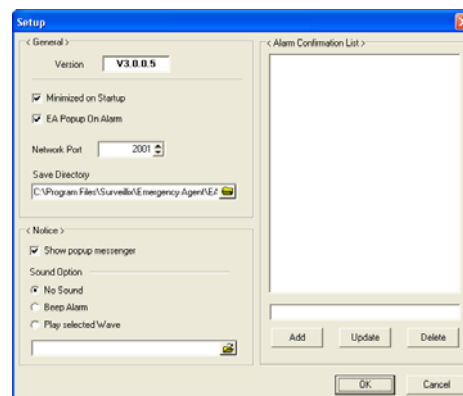 Setup
< General >
Version V3.0.0.5
Minimized on Startup
EA Popup On Alarm
Network Port 2001
Save Directory
C:\Program Files\Surveillix\Emergency Agent\EA
< Notice >
Show popup messenger
Sound Option
No Sound
Beep Alarm
Play selected Wave
< Alarm Confirmation List >
Add Update Delete
OK Cancel